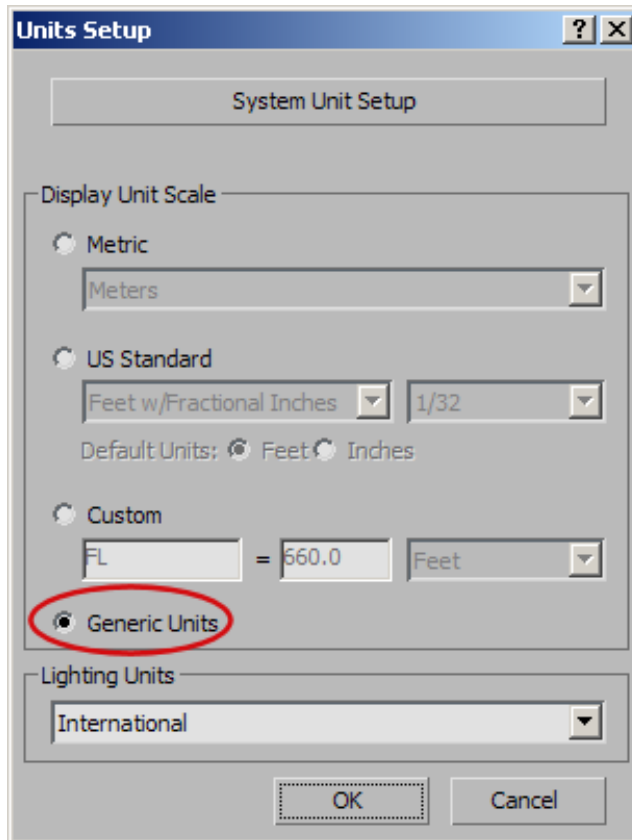 Units Setup
System Unit Setup
Display Unit Scale
Metric
Meters
US Standard
Feet w/Fractional Inches 1/32
Default Units: Feet Inches
Custom
FL = 660.0 Feet
Generic Units
Lighting Units
International
OK Cancel